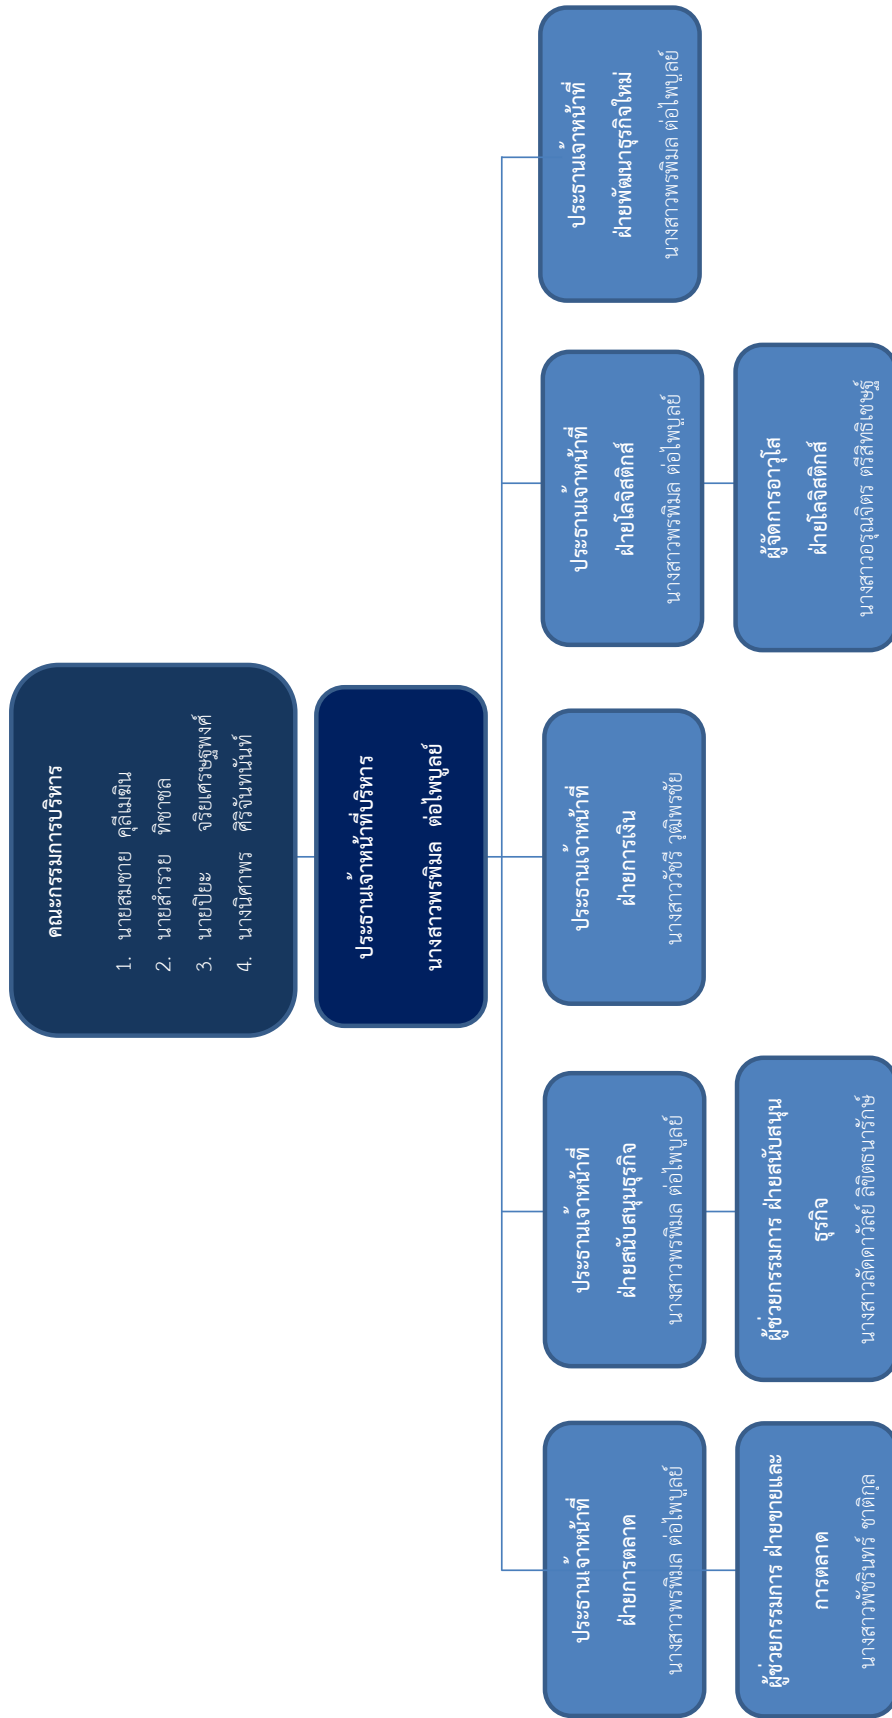 คณะกรรมการบริหาร
1. นายสมชาย คุลีเมฆิน
2. นายสำรวย ทิชาชล
3. นายปิยะ จริยเศรษฐพงศ์
4. นางนิศาพร ศิริจันทนันท์
ประธานเจ้าหน้าที่บริหาร
นางสาวพรพิมล ต่อไพบูลย์
ประธานเจ้าหน้าที่
ฝ่ายการตลาด
นางสาวพรพิมล ต่อไพบูลย์
ประธานเจ้าหน้าที่
ฝ่ายสนับสนุนธุรกิจ
นางสาวพรพิมล ต่อไพบูลย์
ประธานเจ้าหน้าที่
ฝ่ายการเงิน
นางสาววัชรี วุฒิพรชัย
ประธานเจ้าหน้าที่
ฝ่ายโลจิสติกส์
นางสาวพรพิมล ต่อไพบูลย์
ประธานเจ้าหน้าที่
ฝ่ายพัฒนาธุรกิจใหม่
นางสาวพรพิมล ต่อไพบูลย์
ผู้ช่วยกรรมการ ฝ่ายขายและ
การตลาด
นางสาวพัชรินทร์ ชาติกุล
ผู้ช่วยกรรมการ ฝ่ายสนับสนุน
ธุรกิจ
นางสาวลัดดาวัลย์ ลิขิตธนารักษ์
ผู้จัดการอาวุโส
ฝ่ายโลจิสติกส์
นางสาวอรุณจิตร ตรีสิทธิเชษฐ์